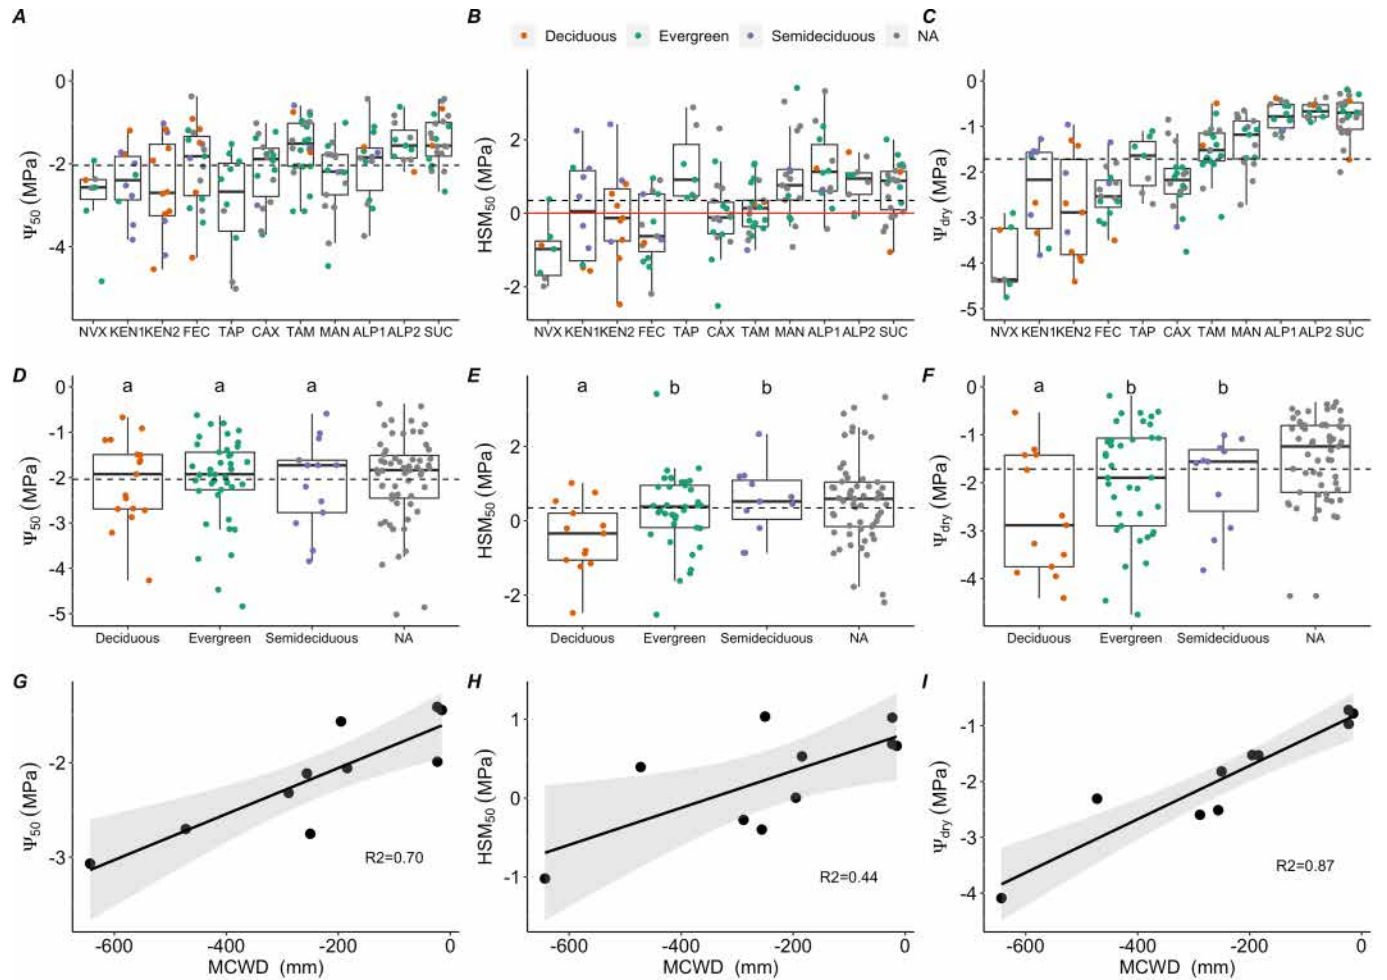 A B C
Deciduous Evergreen Semideciduous NA
0
-2
-4
Ψ50 (MPa)
NVX KEN1 KEN2 FEC TAP CAX TAM MAN ALP1 ALP2 SUC
2
0
-2
HSM50 (MPa)
NVX KEN1 KEN2 FEC TAP CAX TAM MAN ALP1 ALP2 SUC
0
-1
-2
-3
-4
-5
Ψdry (MPa)
NVX KEN1 KEN2 FEC TAP CAX TAM MAN ALP1 ALP2 SUC
D
a a a
0
-1
-2
-3
-4
-5
Ψ50 (MPa)
Deciduous Evergreen Semideciduous NA
E
a b b
2
0
-2
HSM50 (MPa)
Deciduous Evergreen Semideciduous NA
F
a b b
0
-1
-2
-3
-4
Ψdry (MPa)
Deciduous Evergreen Semideciduous NA
G
-2
-3
Ψ50 (MPa)
R2=0.70
-600 -400 -200 0
MCWD (mm)
H
1
0
-1
HSM50 (MPa)
R2=0.44
-600 -400 -200 0
MCWD (mm)
I
-1
-2
-3
-4
Ψdry (MPa)
R2=0.87
-600 -400 -200 0
MCWD (mm)